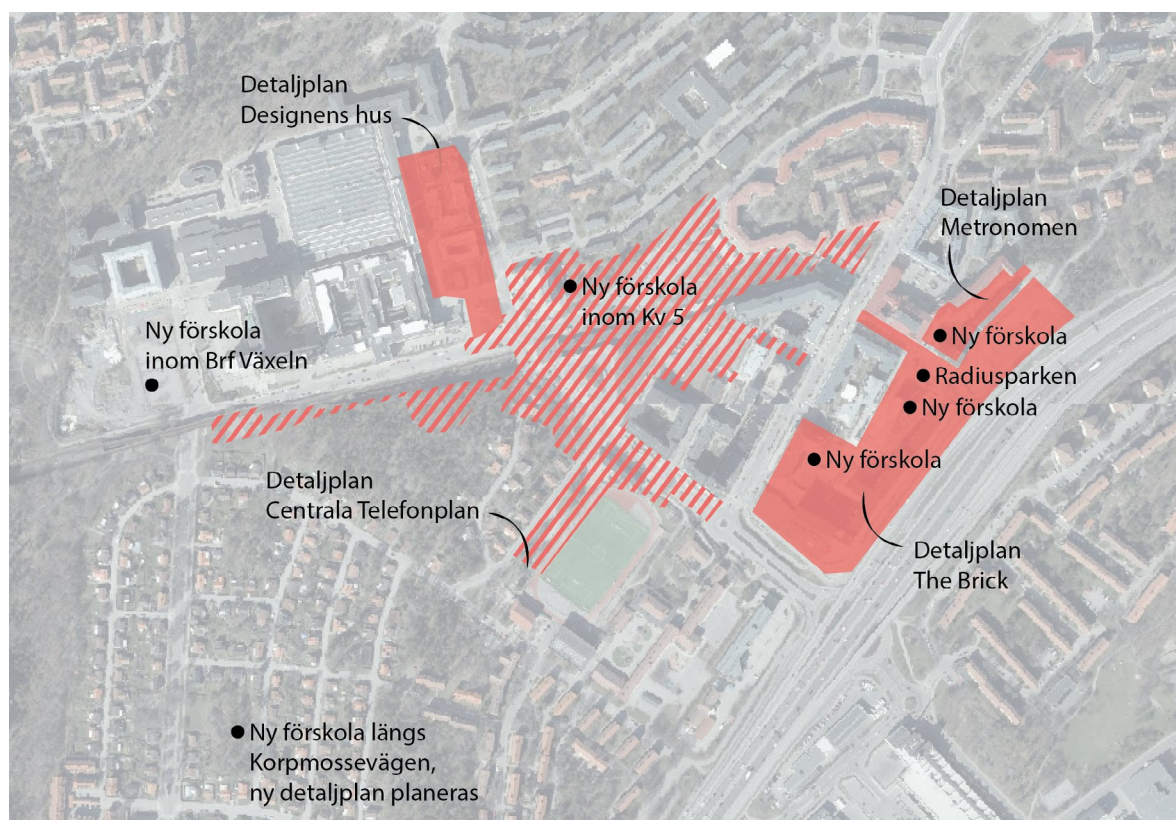 Detaljplan
Designens hus
Detaljplan
Metronomen
Ny förskola
inom Kv 5
Ny förskola
inom Brf Växeln
Ny förskola
Radiusparken
Ny förskola
Ny förskola
Detaljplan
Centrala Telefonplan
Detaljplan
The Brick
Ny förskola längs
Korpmossevägen,
ny detaljplan planeras